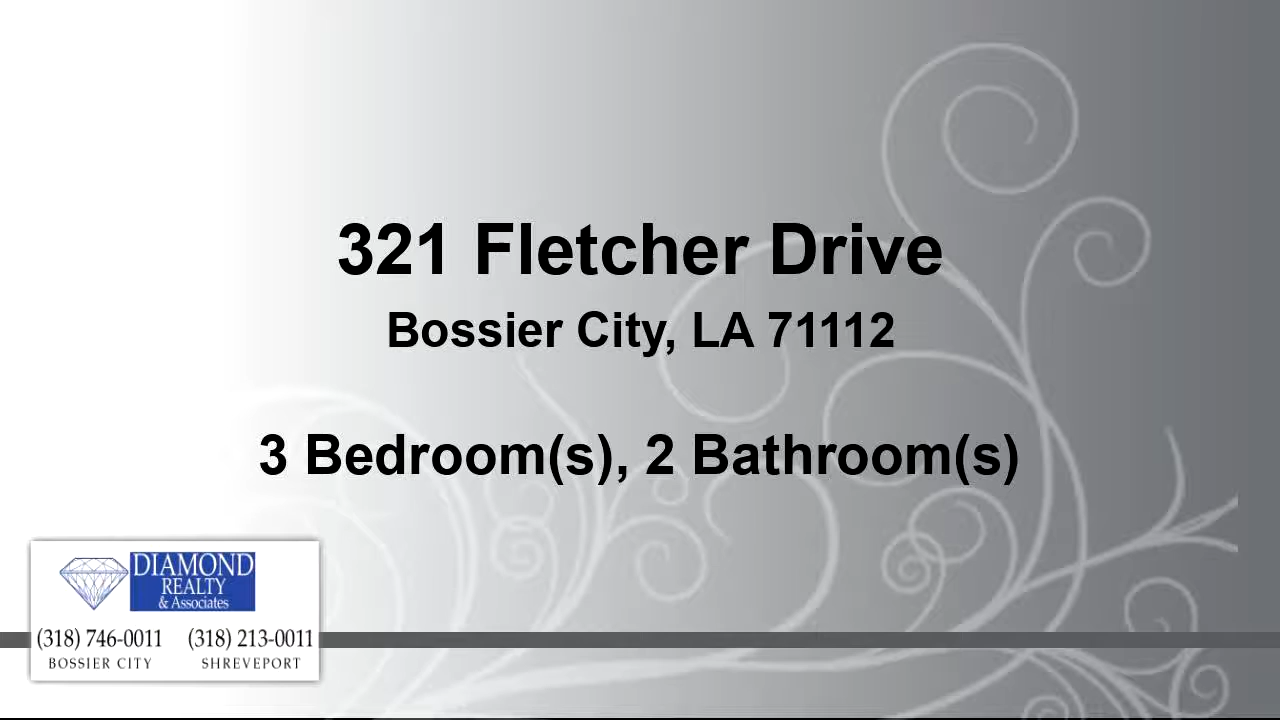 321 Fletcher Drive
Bossier City, LA 71112
3 Bedroom(s), 2 Bathroom(s)
DIAMOND
REALTY
& Associates
(318) 746-0011 (318) 213-0011
BOSSIER CITY SHREVEPORT